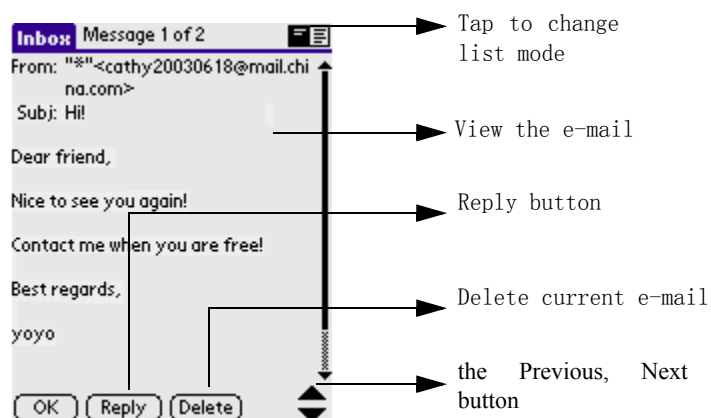 Inbox Message 1 of 2
From: "*"<cathy20030618@mail.chi
na.com>
Subj: Hi!
Dear friend,
Nice to see you again!
Contact me when you are free!
Best regards,
yoyo
OK Reply Delete
Tap to change
list mode
View the e-mail
Reply button
Delete current e-mail
the Previous, Next
button